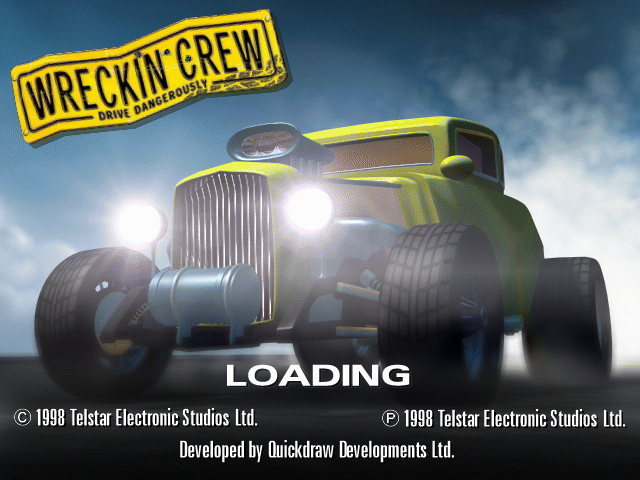 WRECKIN' CREW
DRIVE DANGEROUSLY
LOADING
Ⓒ 1998 Telstar Electronic Studios Ltd.
Ⓟ 1998 Telstar Electronic Studios Ltd.
Developed by Quickdraw Developments Ltd.